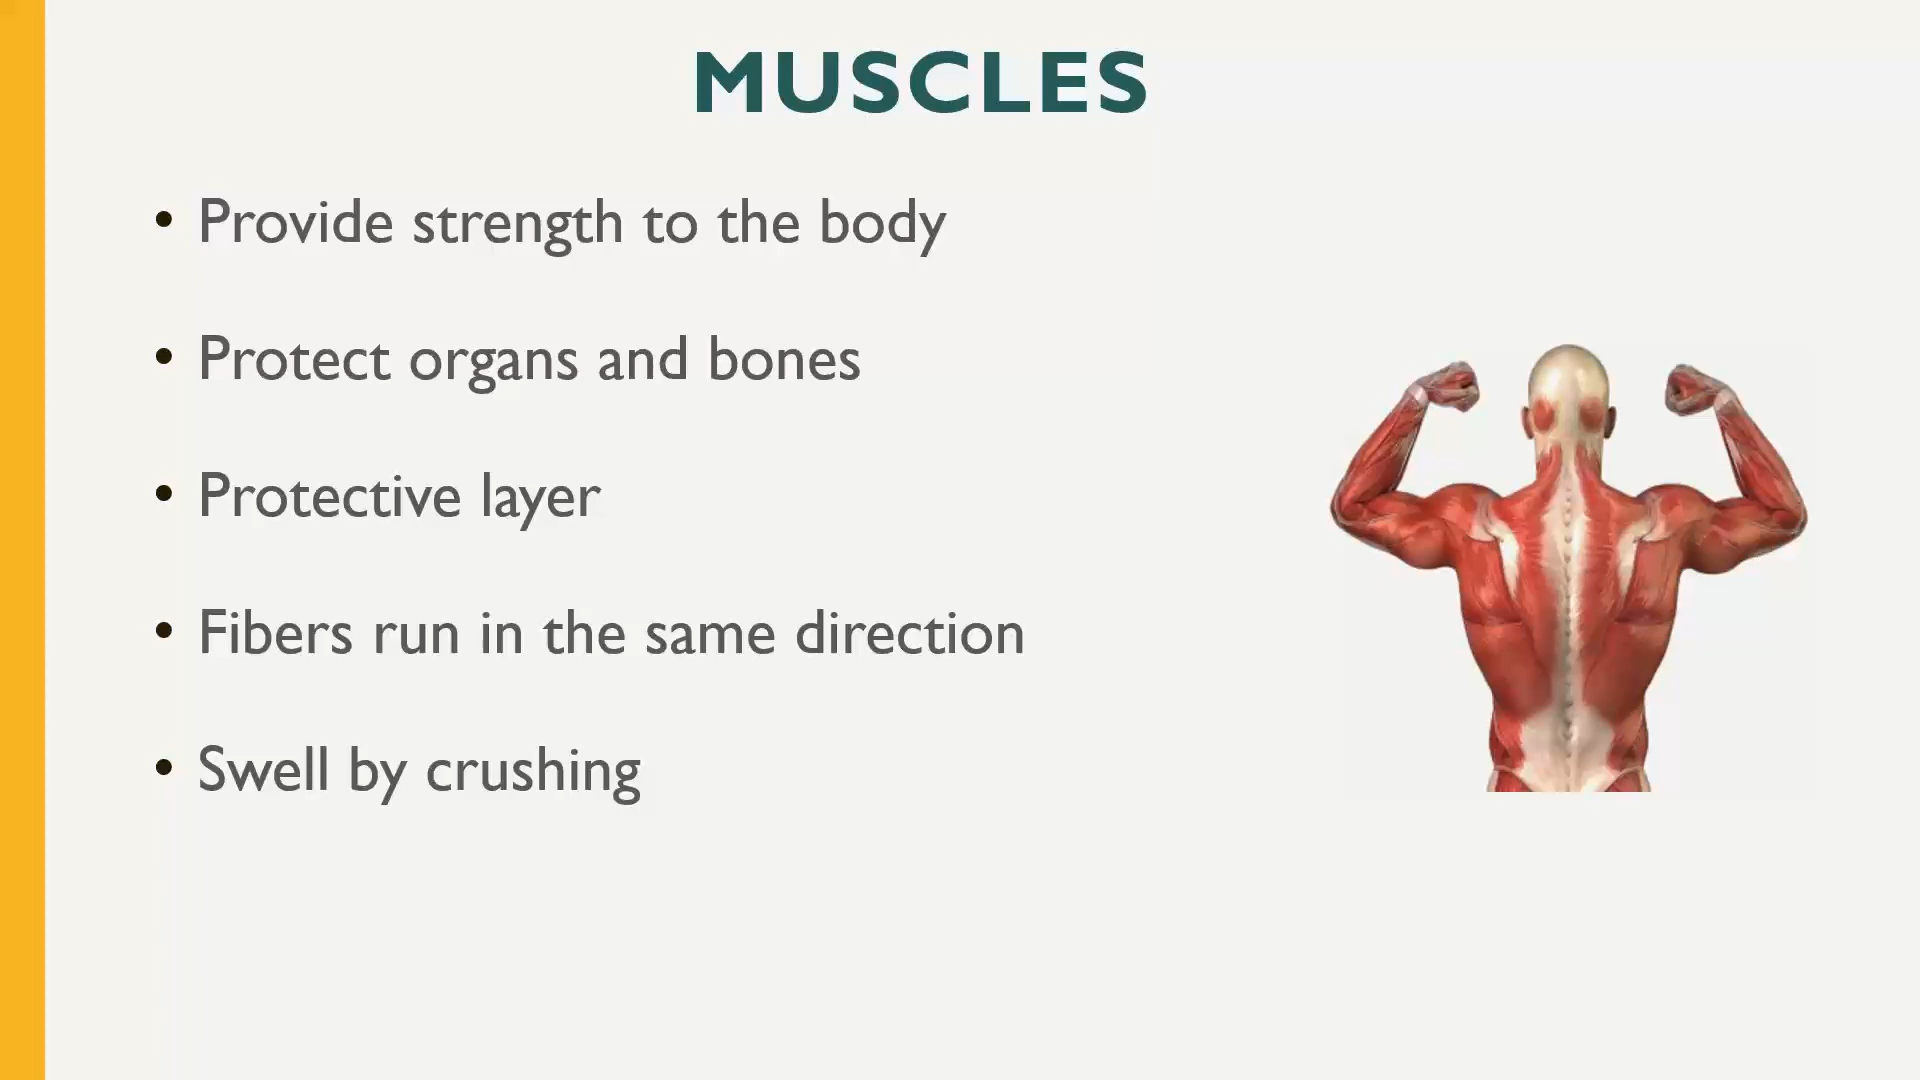 MUSCLES
• Provide strength to the body
• Protect organs and bones
• Protective layer
• Fibers run in the same direction
• Swell by crushing